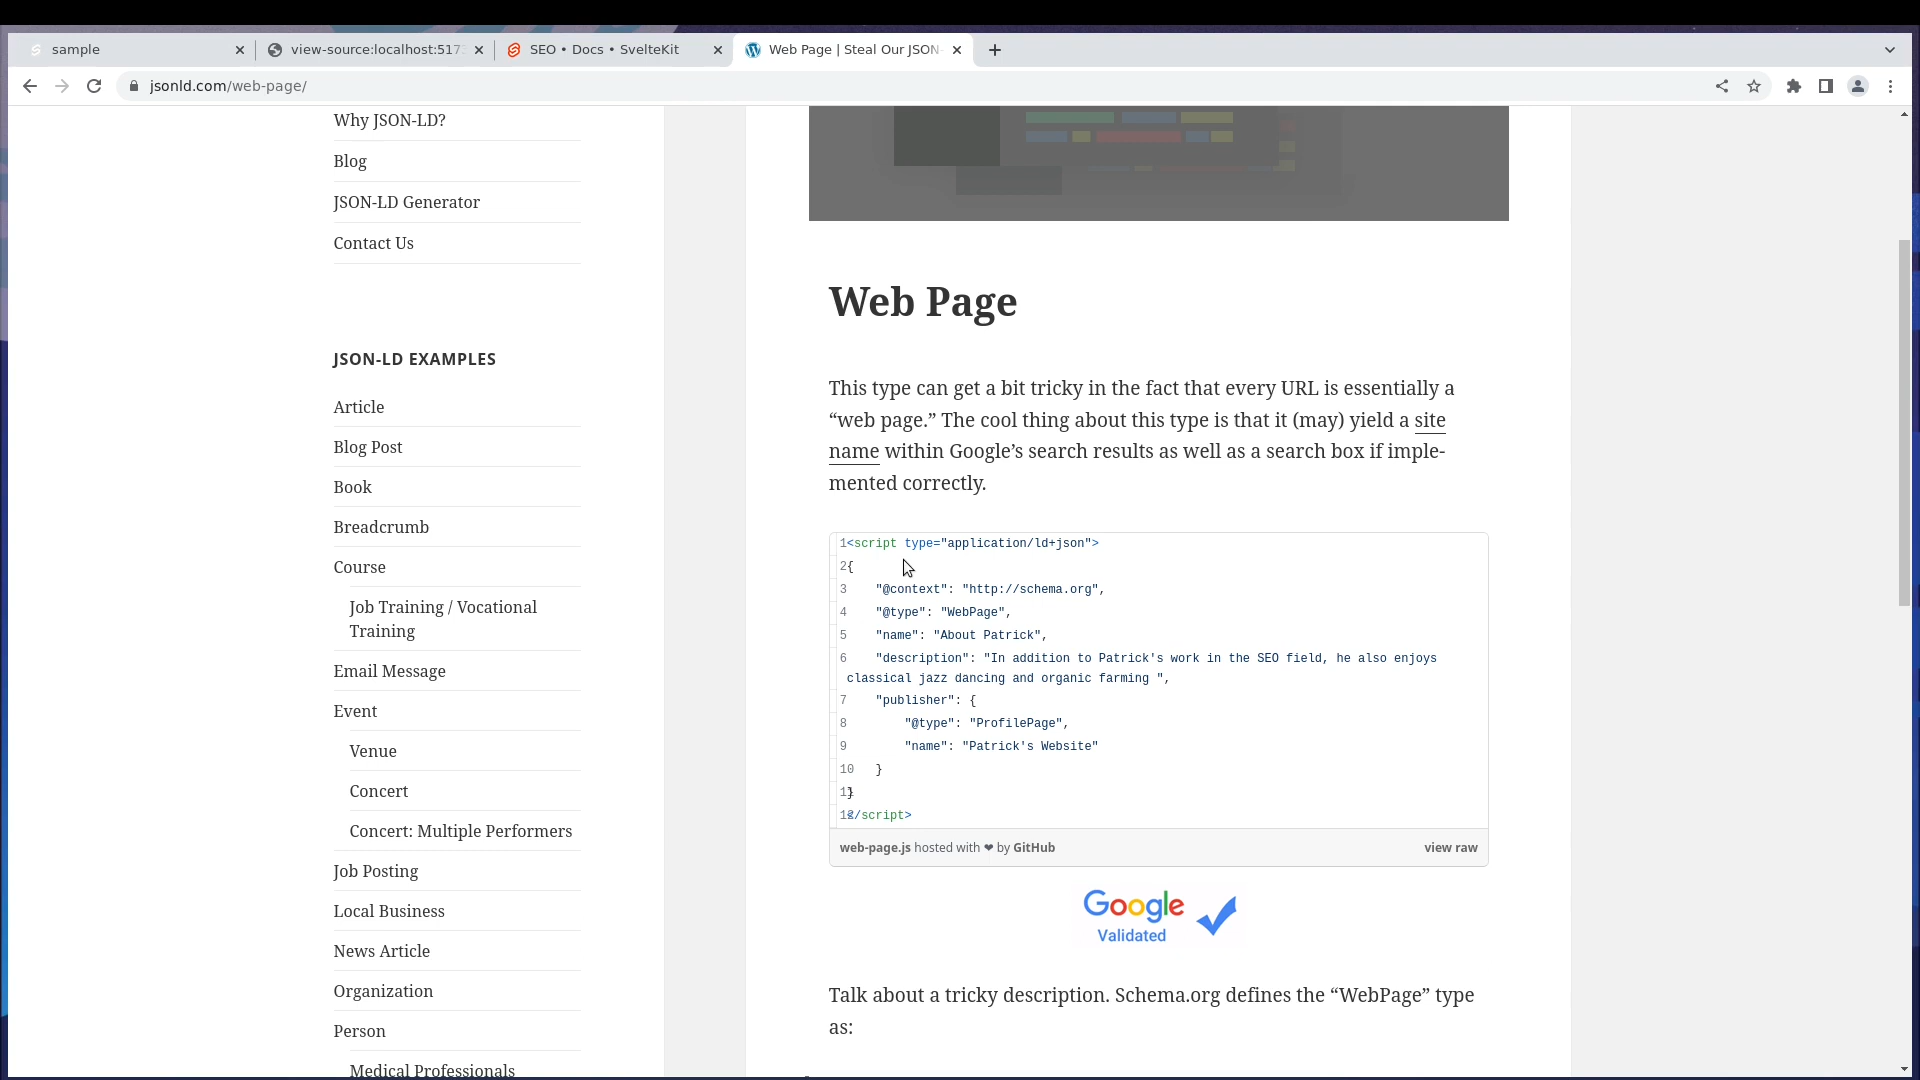 sample
view-source:localhost:517
SEO • Docs • SvelteKit
Web Page | Steal Our JSON-
jsonld.com/web-page/
Why JSON-LD?
Blog
JSON-LD Generator
Contact Us
JSON-LD EXAMPLES
Article
Blog Post
Book
Breadcrumb
Course
Job Training / Vocational
Training
Email Message
Event
Venue
Concert
Concert: Multiple Performers
Job Posting
Local Business
News Article
Organization
Person
Medical Professionals
Web Page
This type can get a bit tricky in the fact that every URL is essentially a
“web page.” The cool thing about this type is that it (may) yield a site
name within Google’s search results as well as a search box if imple-
mented correctly.
1 <script type="application/ld+json">
2 {
3 "@context": "http://schema.org",
4 "@type": "WebPage",
5 "name": "About Patrick",
6 "description": "In addition to Patrick's work in the SEO field, he also enjoys
classical jazz dancing and organic farming ",
7 "publisher": {
8 "@type": "ProfilePage",
9 "name": "Patrick's Website"
10 }
11 }
12 </script>
web-page.js hosted with ❤ by GitHub
view raw
Google
Validated
Talk about a tricky description. Schema.org defines the “WebPage” type
as: